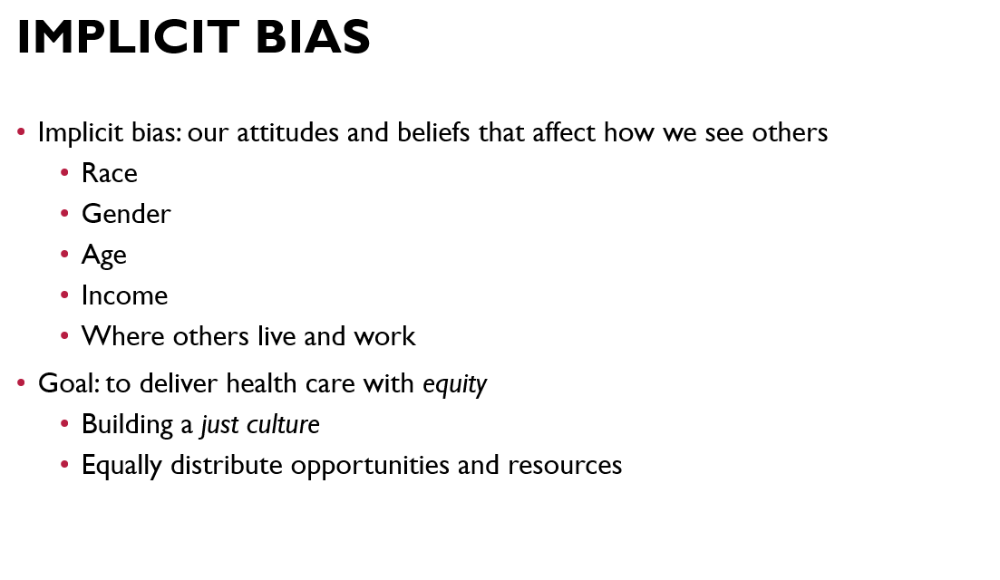 IMPLICIT BIAS
• Implicit bias: our attitudes and beliefs that affect how we see others
• Race
• Gender
• Age
• Income
• Where others live and work
• Goal: to deliver health care with equity
• Building a just culture
• Equally distribute opportunities and resources